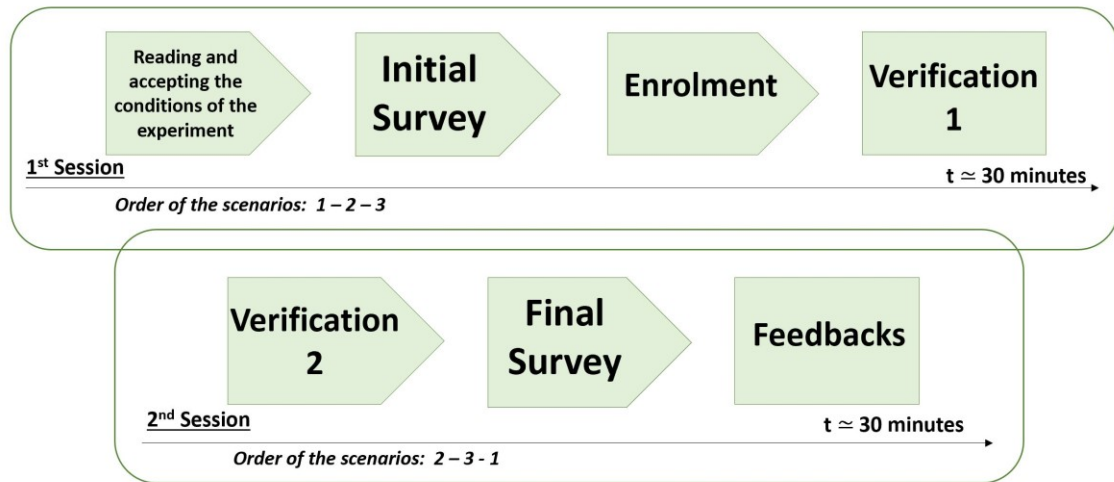 Reading and
accepting the
conditions of the
experiment
Initial
Survey
Enrolment
Verification
1
1st Session
t ≃ 30 minutes
Order of the scenarios: 1 – 2 – 3
Verification
2
Final
Survey
Feedbacks
2nd Session
t ≃ 30 minutes
Order of the scenarios: 2 – 3 - 1